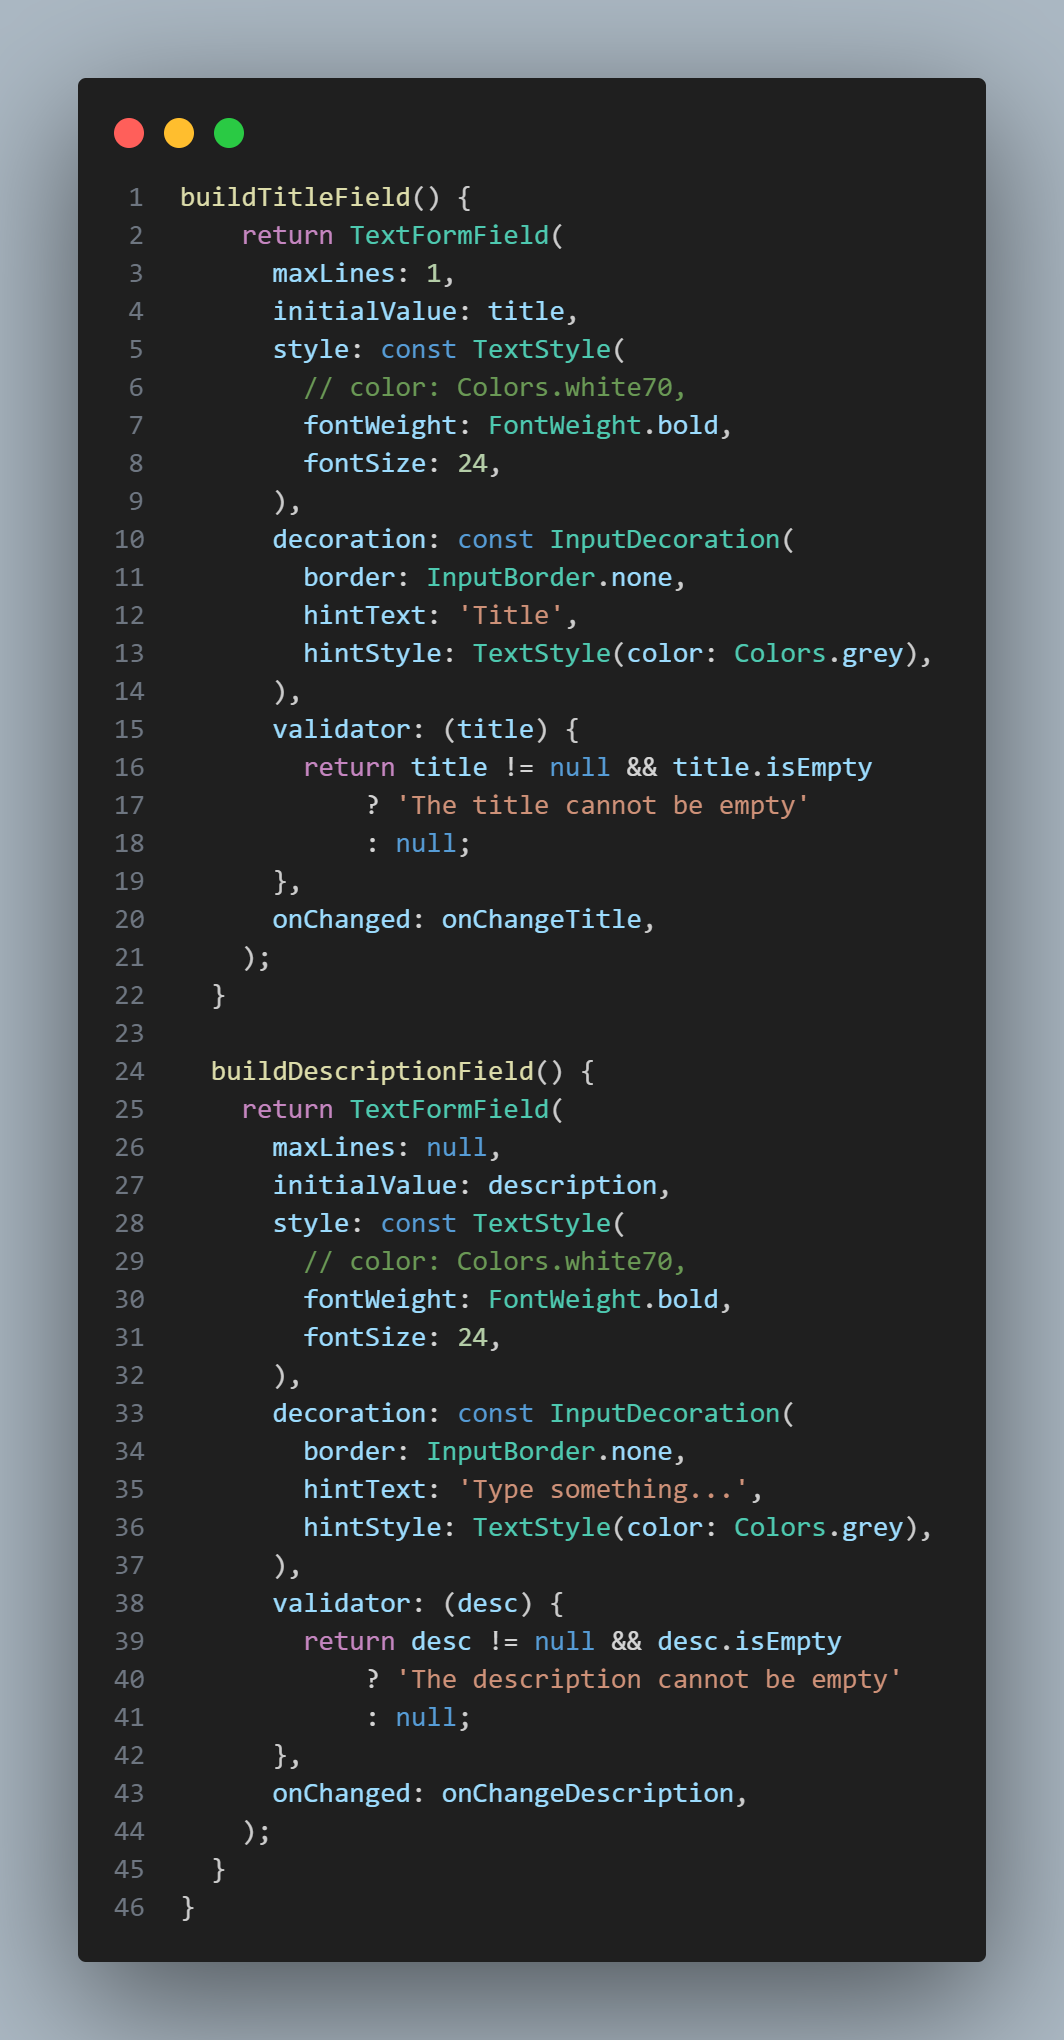 1 buildTitleField() {
2     return TextFormField(
3       maxLines: 1,
4       initialValue: title,
5       style: const TextStyle(
6         // color: Colors.white70,
7         fontWeight: FontWeight.bold,
8         fontSize: 24,
9       ),
10       decoration: const InputDecoration(
11         border: InputBorder.none,
12         hintText: 'Title',
13         hintStyle: TextStyle(color: Colors.grey),
14       ),
15       validator: (title) {
16         return title != null && title.isEmpty
17             ? 'The title cannot be empty'
18             : null;
19       },
20       onChanged: onChangeTitle,
21     );
22   }
23
24   buildDescriptionField() {
25     return TextFormField(
26       maxLines: null,
27       initialValue: description,
28       style: const TextStyle(
29         // color: Colors.white70,
30         fontWeight: FontWeight.bold,
31         fontSize: 24,
32       ),
33       decoration: const InputDecoration(
34         border: InputBorder.none,
35         hintText: 'Type something...',
36         hintStyle: TextStyle(color: Colors.grey),
37       ),
38       validator: (desc) {
39         return desc != null && desc.isEmpty
40             ? 'The description cannot be empty'
41             : null;
42       },
43       onChanged: onChangeDescription,
44     );
45   }
46 }